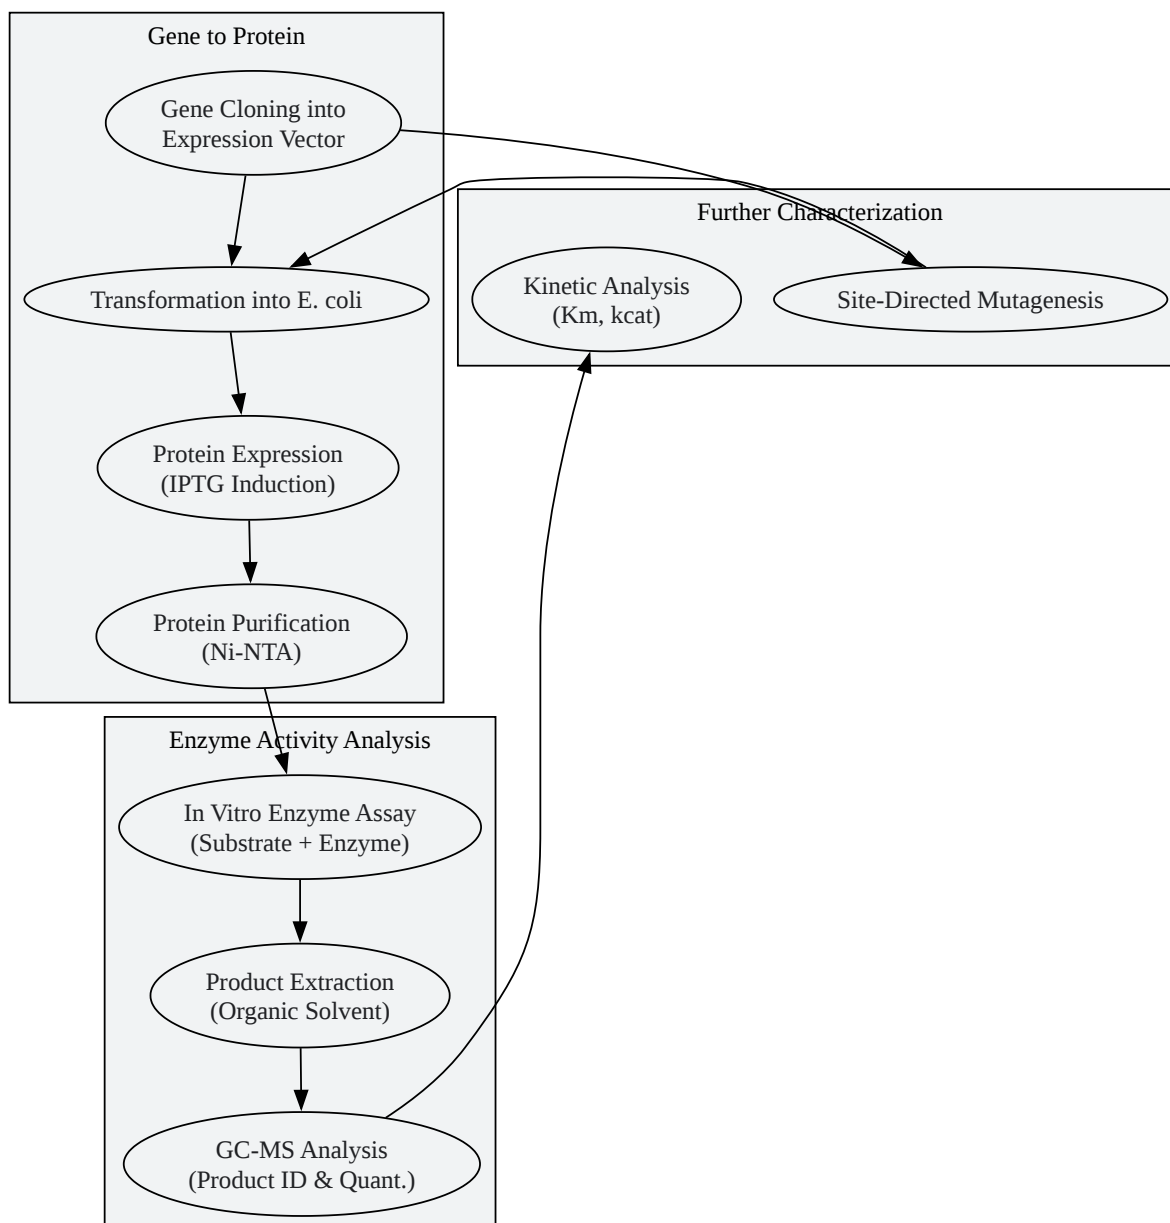 Gene to Protein
Gene Cloning into
Expression Vector
Transformation into E. coli
Protein Expression
(IPTG Induction)
Protein Purification
(Ni-NTA)
Further Characterization
Kinetic Analysis
(Km, kcat)
Site-Directed Mutagenesis
Enzyme Activity Analysis
In Vitro Enzyme Assay
(Substrate + Enzyme)
Product Extraction
(Organic Solvent)
GC-MS Analysis
(Product ID & Quant.)